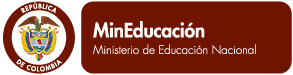 REPÚBLICA
DE COLOMBIA
MinEducación
Ministerio de Educación Nacional